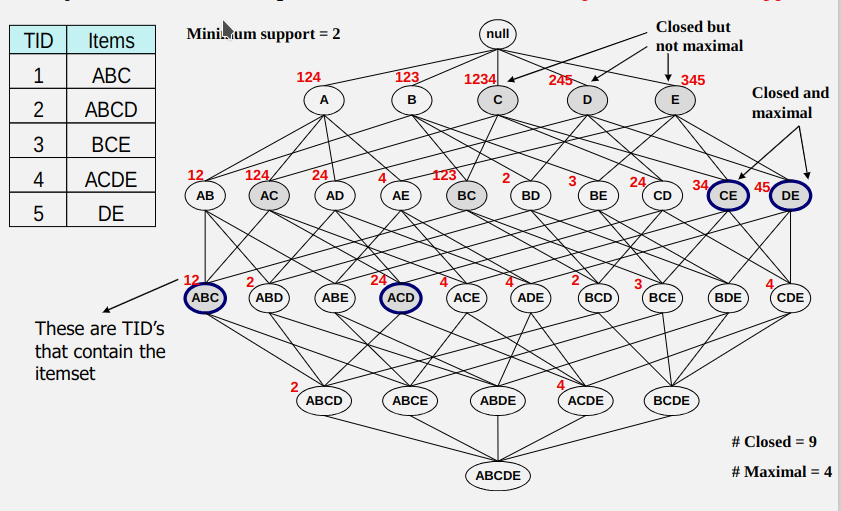 TID Items
1 ABC
2 ABCD
3 BCE
4 ACDE
5 DE
Minimum support = 2
null
Closed but
not maximal
124 123 1234 245 345
A B C D E
Closed and
maximal
12 124 24 4 123 2 3 24 34 45
AB AC AD AE BC BD BE CD CE DE
12 2 24 4 4 2 3 4
ABC ABD ABE ACD ACE ADE BCD BCE BDE CDE
These are TID's
that contain the
itemset
2 4
ABCD ABCE ABDE ACDE BCDE
# Closed = 9
# Maximal = 4
ABCDE